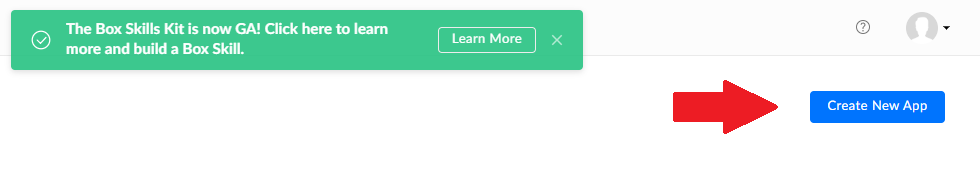 The Box Skills Kit is now GA! Click here to learn
more and build a Box Skill.
Learn More
Create New App